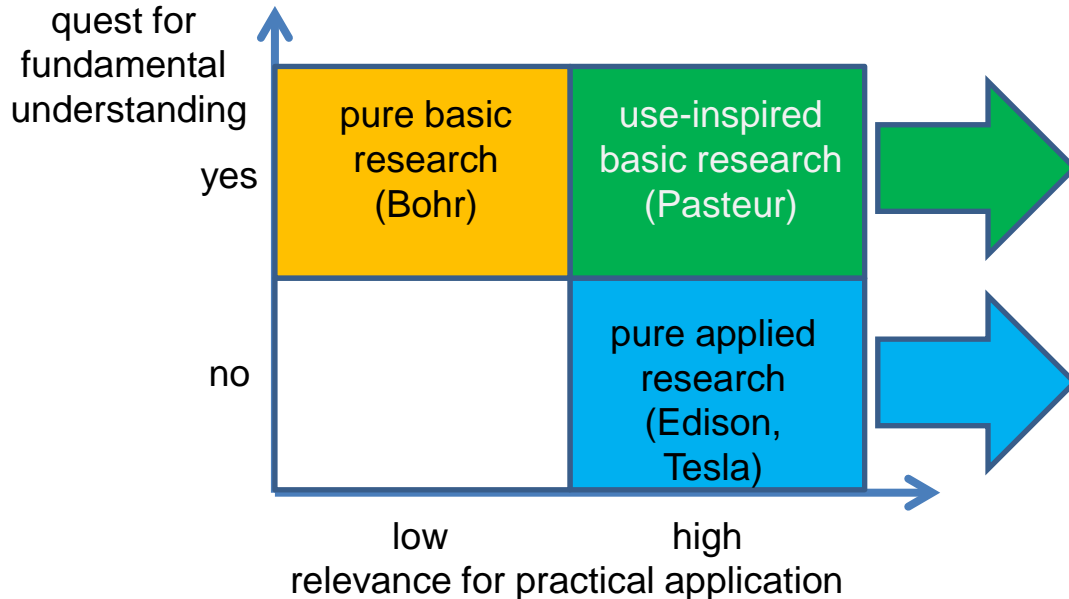 quest for
fundamental
understanding
yes
pure basic
research
(Bohr)
use-inspired
basic research
(Pasteur)
no
pure applied
research
(Edison,
Tesla)
low
high
relevance for practical application